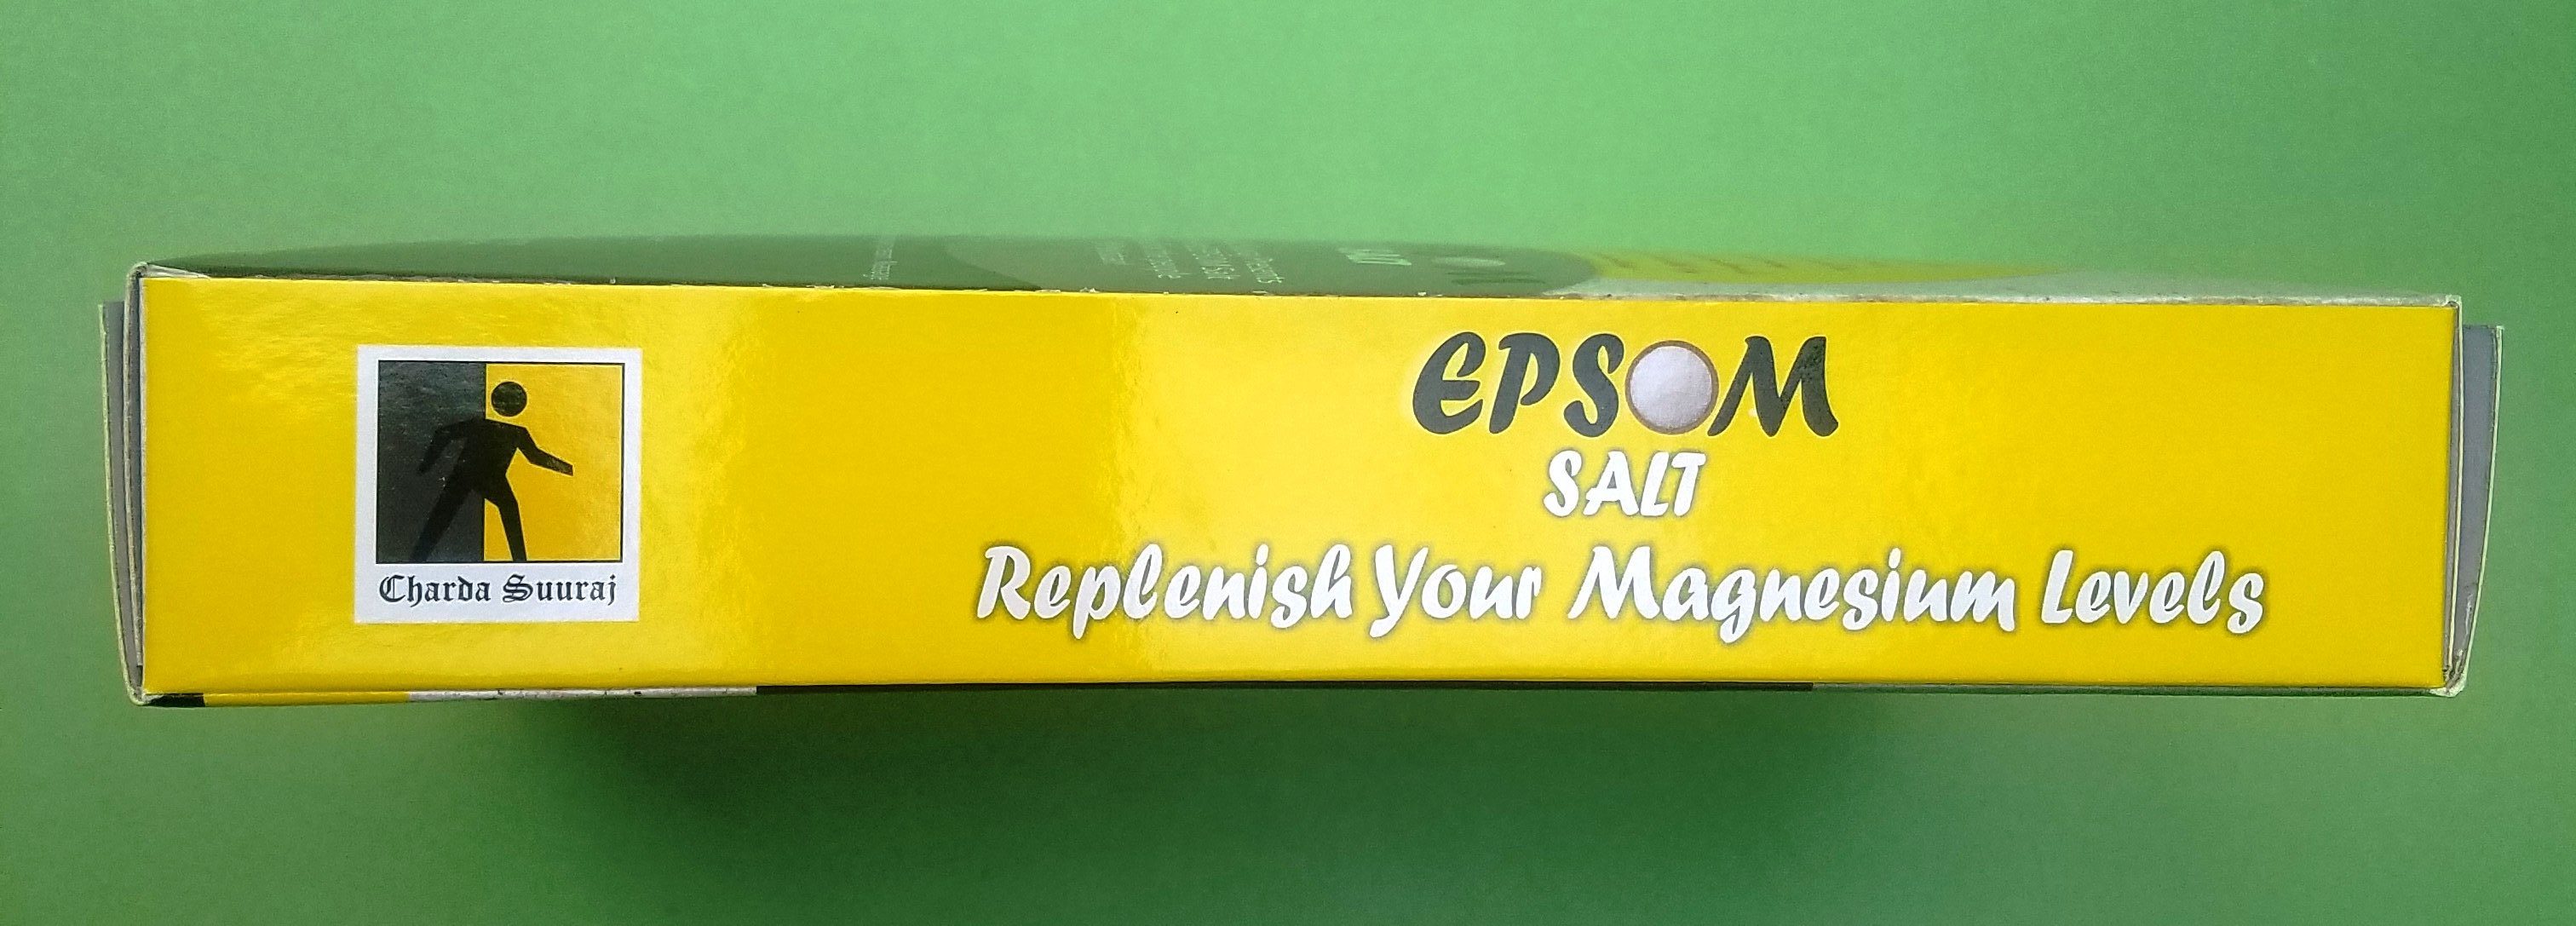 Charda Suuraj
EPSOM
SALT
Replenish Your Magnesium Levels